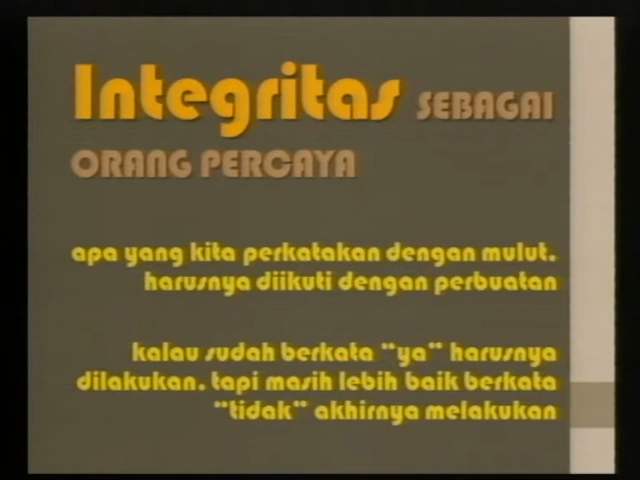 Integritas SEBAGAI
ORANG PERCAYA
apa yang kita perkatakan dengan mulut,
harusnya diikuti dengan perbuatan
kalau sudah berkata "ya" harusnya
dilakukan, tapi masih lebih baik berkata
"tidak" akhirnya melakukan